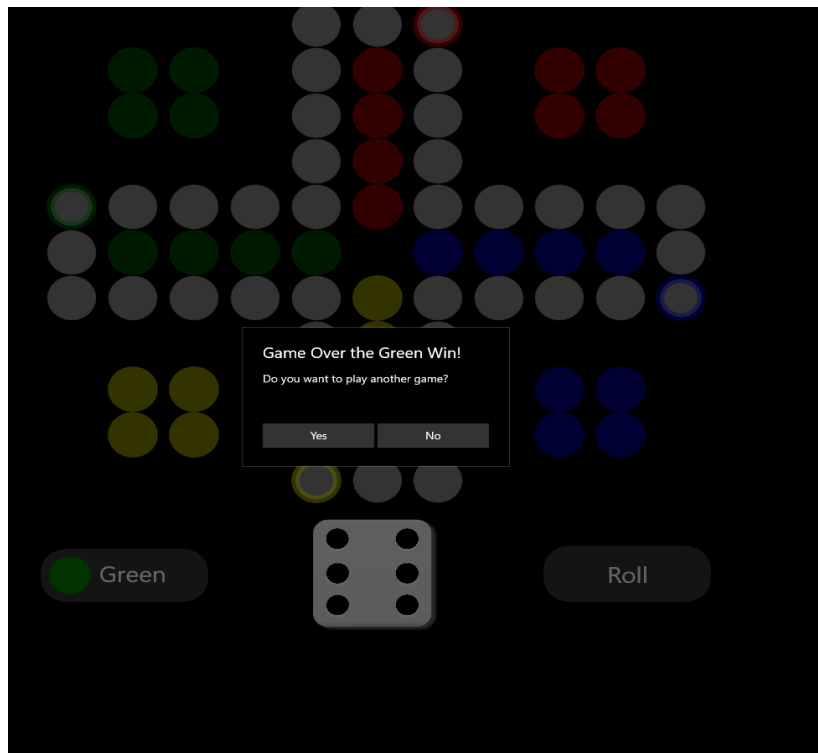 Game Over the Green Win!
Do you want to play another game?
Yes No
Green Roll